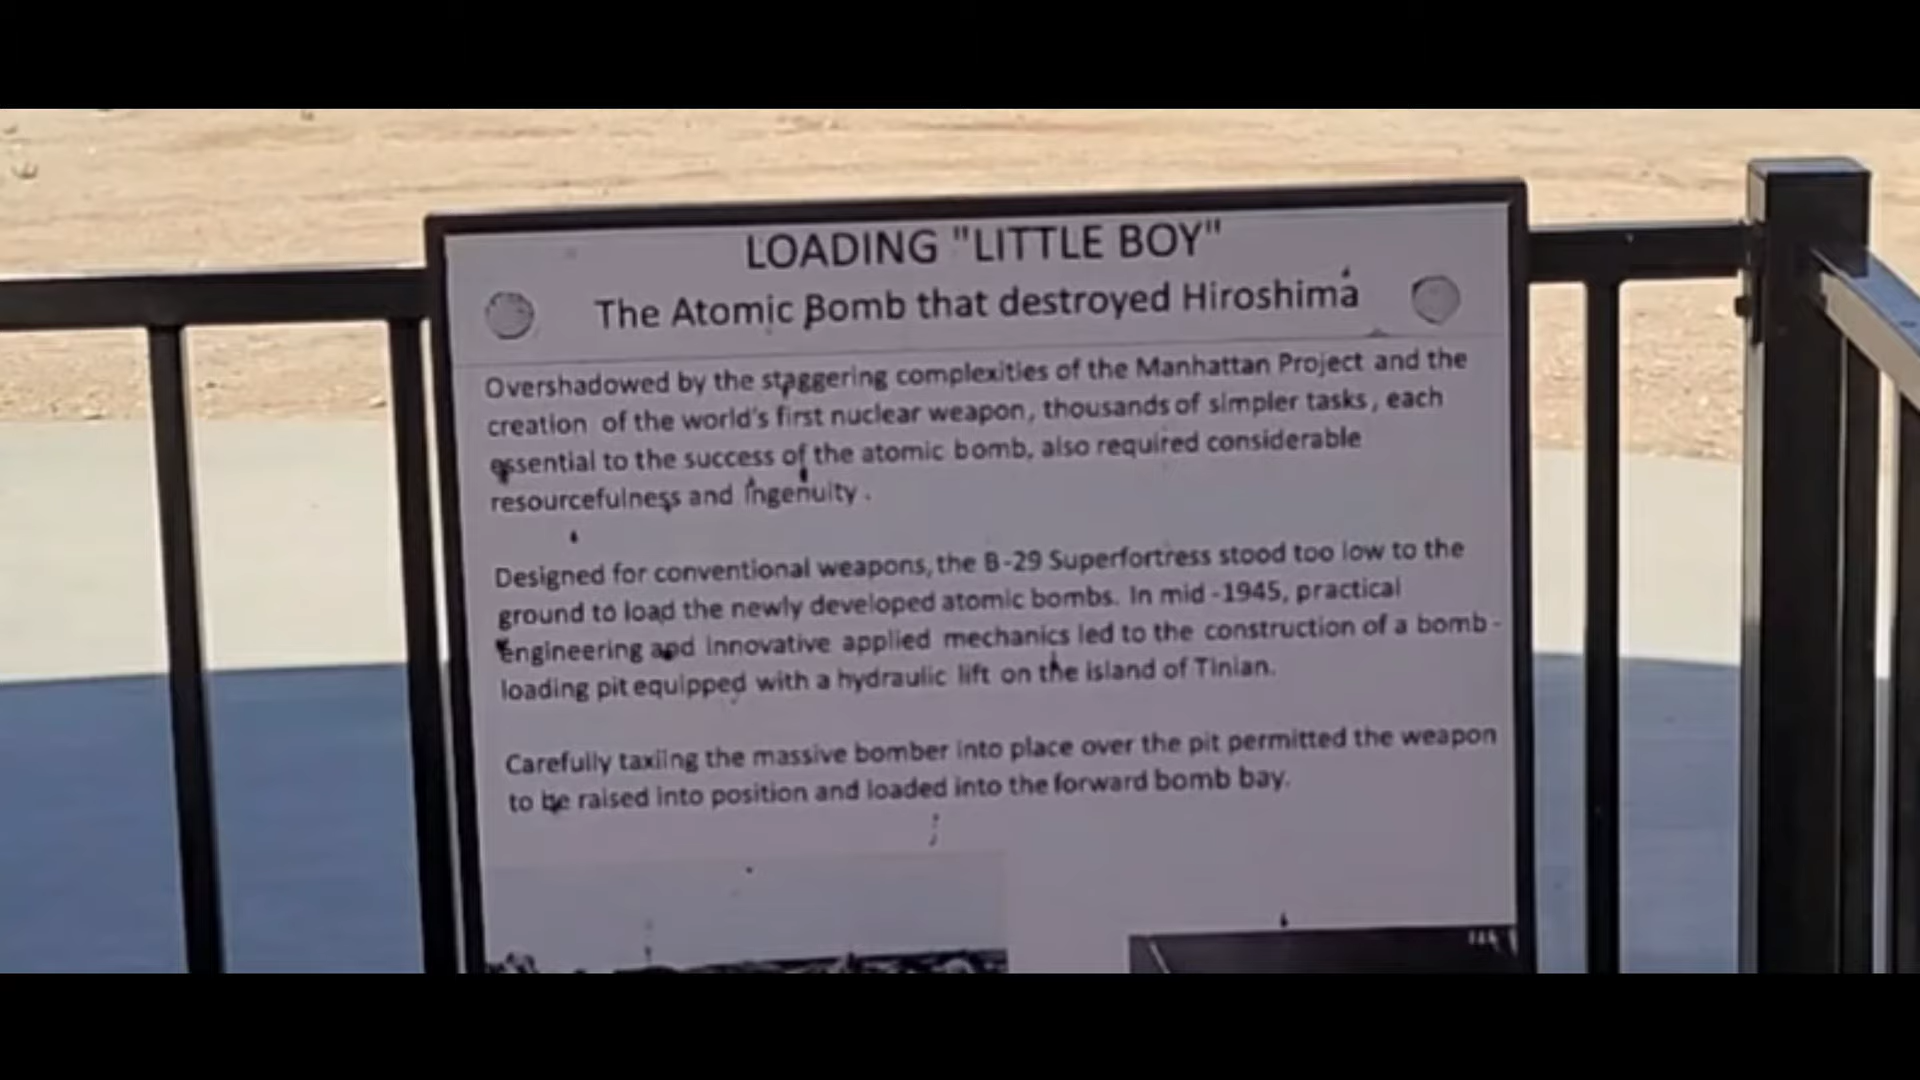 LOADING "LITTLE BOY"
The Atomic Bomb that destroyed Hiroshima
Overshadowed by the staggering complexities of the Manhattan Project and the
creation of the world's first nuclear weapon, thousands of simpler tasks, each
essential to the success of the atomic bomb, also required considerable
resourcefulness and ingenuity.
Designed for conventional weapons, the B-29 Superfortress stood too low to the
ground to load the newly developed atomic bombs. In mid-1945, practical
engineering and innovative applied mechanics led to the construction of a bomb-
loading pit equipped with a hydraulic lift on the island of Tinian.
Carefully taxiing the massive bomber into place over the pit permitted the weapon
to be raised into position and loaded into the forward bomb bay.